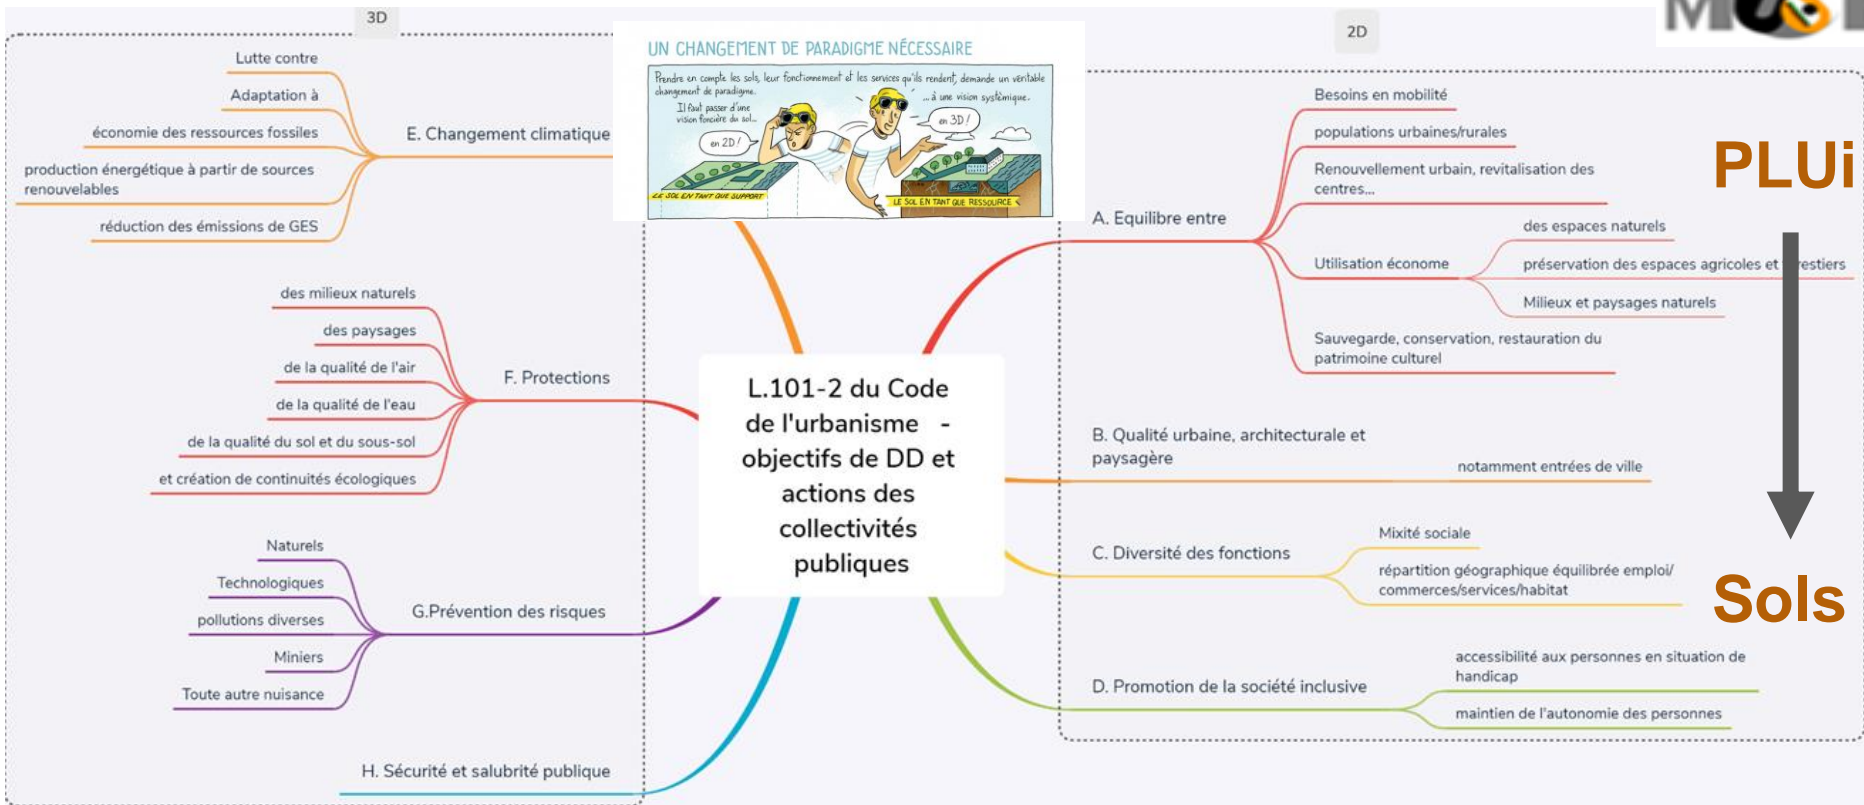 3D
Lutte contre
Adaptation à
économie des ressources fossiles
production énergétique à partir de sources
renouvelables
réduction des émissions de GES
E. Changement climatique
des milieux naturels
des paysages
de la qualité de l'air
de la qualité de l'eau
de la qualité du sol et du sous-sol
et création de continuités écologiques
F. Protections
Naturels
Technologiques
pollutions diverses
Miniers
Toute autre nuisance
G.Prévention des risques
H. Sécurité et salubrité publique
UN CHANGEMENT DE PARADIGME NÉCESSAIRE
Prendre en compte les sols, leur fonctionnement et les services qu'ils rendent, demande un véritable
changement de paradigme.
Il faut passer d'une
vision foncière du sol...
... à une vision systémique.
en 2D !
en 3D !
LE SOL EN TANT QUE SUPPORT
LE SOL EN TANT QUE RESSOURCE
L.101-2 du Code
de l'urbanisme -
objectifs de DD et
actions des
collectivités
publiques
2D
A. Equilibre entre
Besoins en mobilité
populations urbaines/rurales
Renouvellement urbain, revitalisation des
centres...
Utilisation économe
des espaces naturels
préservation des espaces agricoles et
Milieux et paysages naturels
Sauvegarde, conservation, restauration du
patrimoine culturel
B. Qualité urbaine, architecturale et
paysagère
notamment entrées de ville
C. Diversité des fonctions
Mixité sociale
répartition géographique équilibrée emploi/
commerces/services/habitat
D. Promotion de la société inclusive
accessibilité aux personnes en situation de
handicap
maintien de l'autonomie des personnes
PLUi
Sols